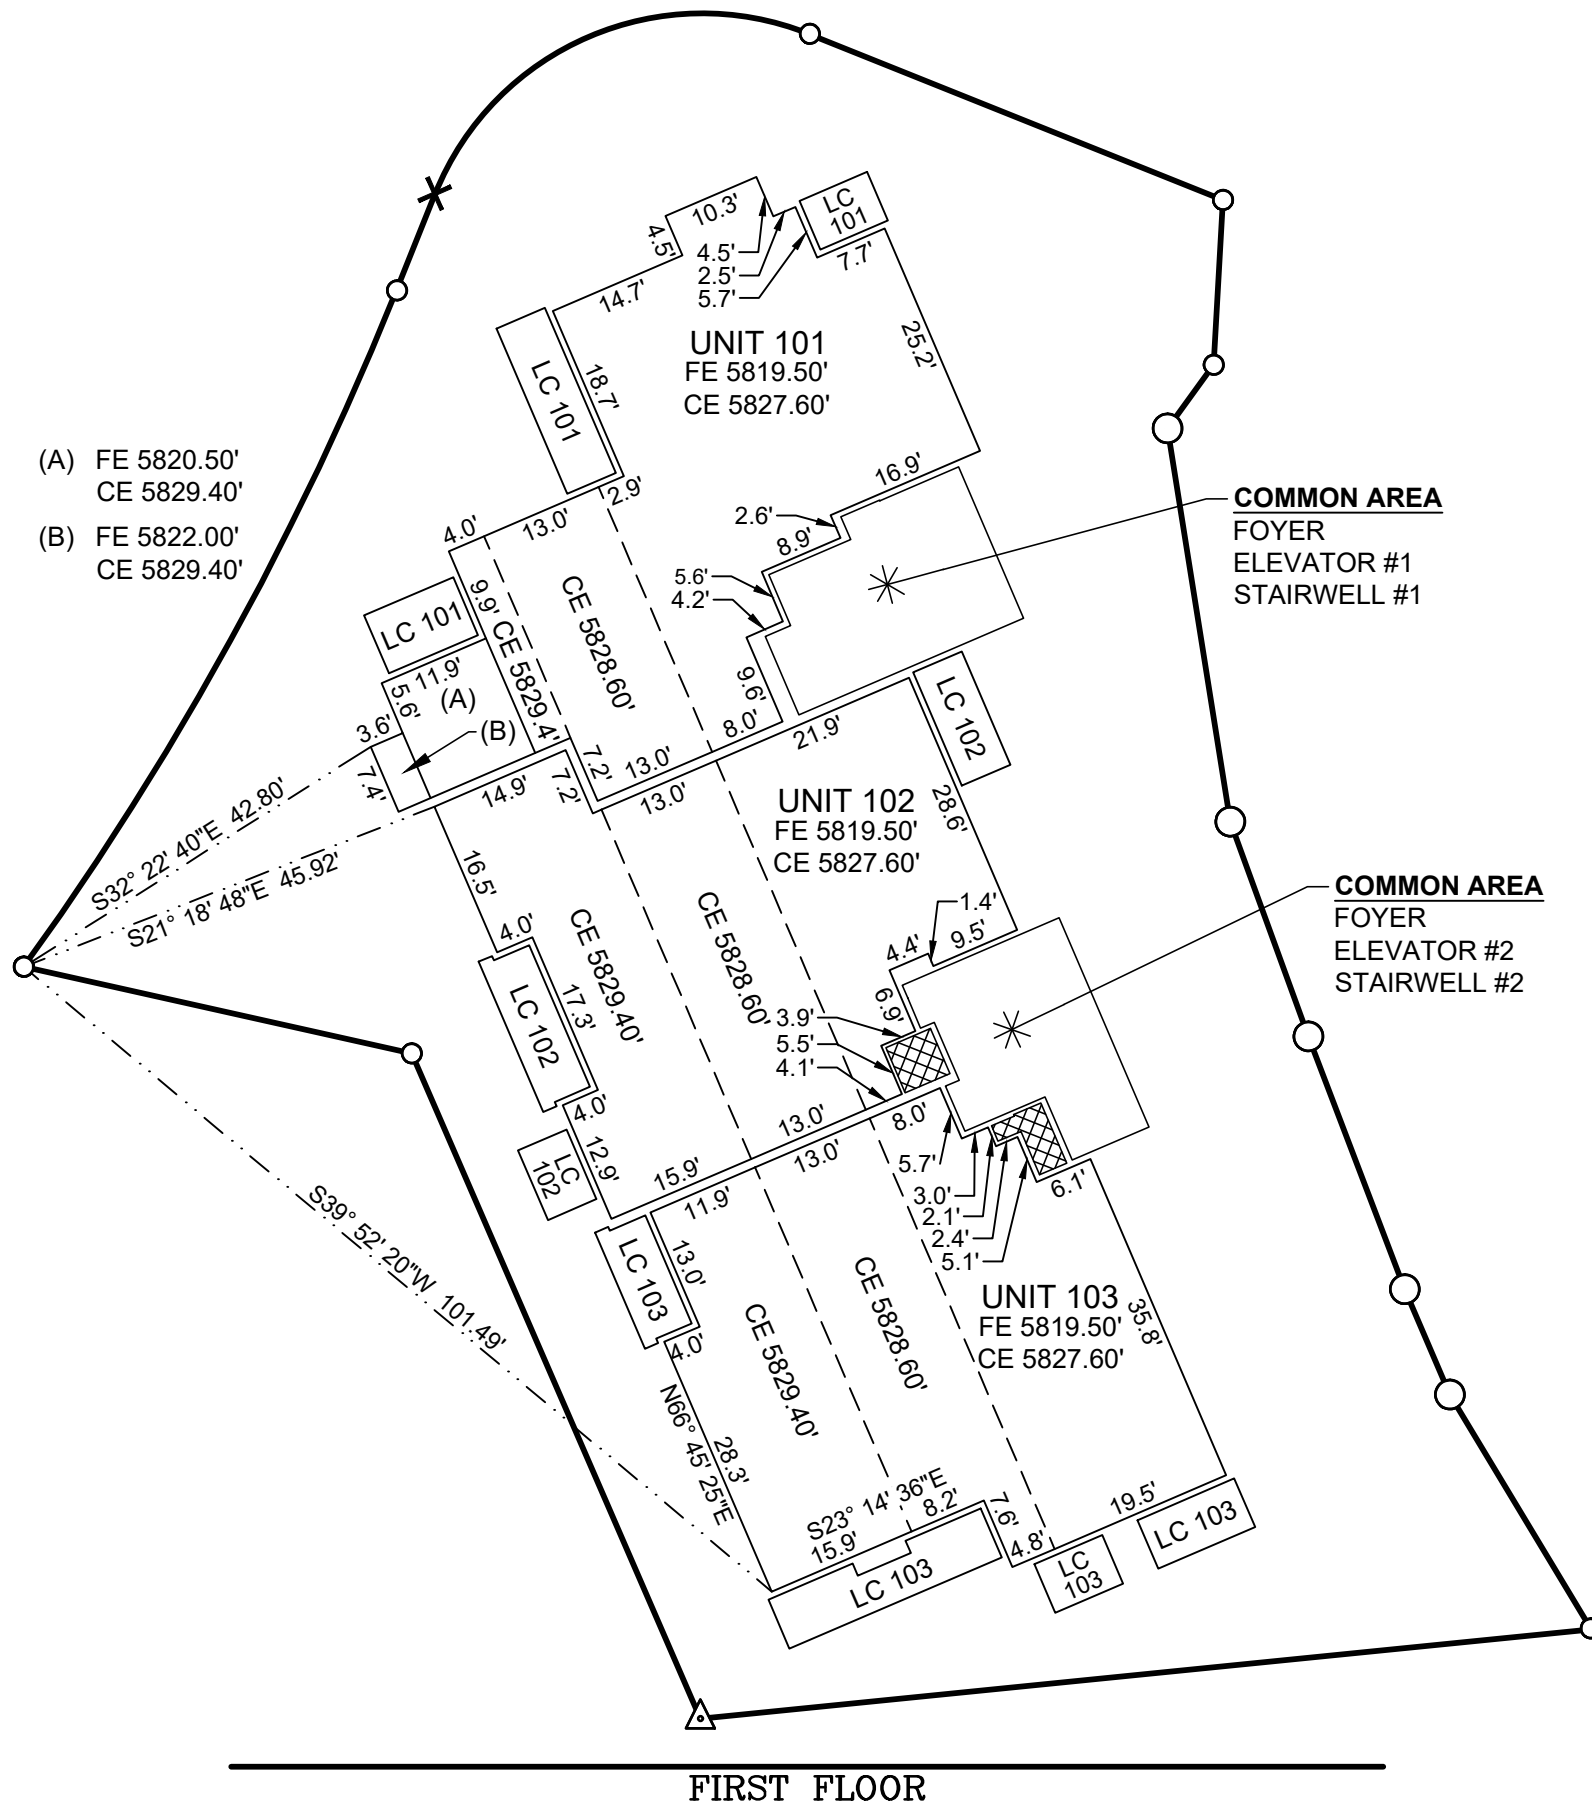 10.3'
4.5'
4.5'
2.5'
5.7'
LC
101
7.7'
14.7'
UNIT 101
FE 5819.50'
CE 5827.60'
25.2'
18.7'
LC 101
2.9'
13.0'
4.0'
16.9'
2.6'
8.9'
5.6'
4.2'
9.6'
8.0'
(A) FE 5820.50'
CE 5829.40'
(B) FE 5822.00'
CE 5829.40'
COMMON AREA
FOYER
ELEVATOR #1
STAIRWELL #1
LC 101
9.9'
CE 5829.4'
CE 5828.60'
11.9'
5.6'
(A)
(B)
3.6'
7.4'
7.2'
13.0'
14.9'
7.2'
13.0'
21.9'
LC 102
UNIT 102
FE 5819.50'
CE 5827.60'
28.6'
S32° 22' 40"E 42.80'
S21° 18' 48"E 45.92'
16.5'
4.0'
CE 5829.40'
CE 5828.60'
1.4'
9.5'
4.4'
6.9'
3.9'
5.5'
4.1'
COMMON AREA
FOYER
ELEVATOR #2
STAIRWELL #2
LC 102
17.3'
4.0'
12.9'
LC
102
13.0'
15.9'
8.0'
13.0'
11.9'
5.7'
3.0'
2.1'
2.4'
5.1'
6.1'
S39° 52' 20"W 101.49'
LC 103
13.0'
4.0'
CE 5829.40'
CE 5828.60'
UNIT 103
FE 5819.50'
CE 5827.60'
35.8'
N66° 45' 25"E
28.3'
S23° 14' 36"E
15.9'
8.2'
7.6'
4.8'
19.5'
LC 103
LC
103
LC 103
FIRST FLOOR